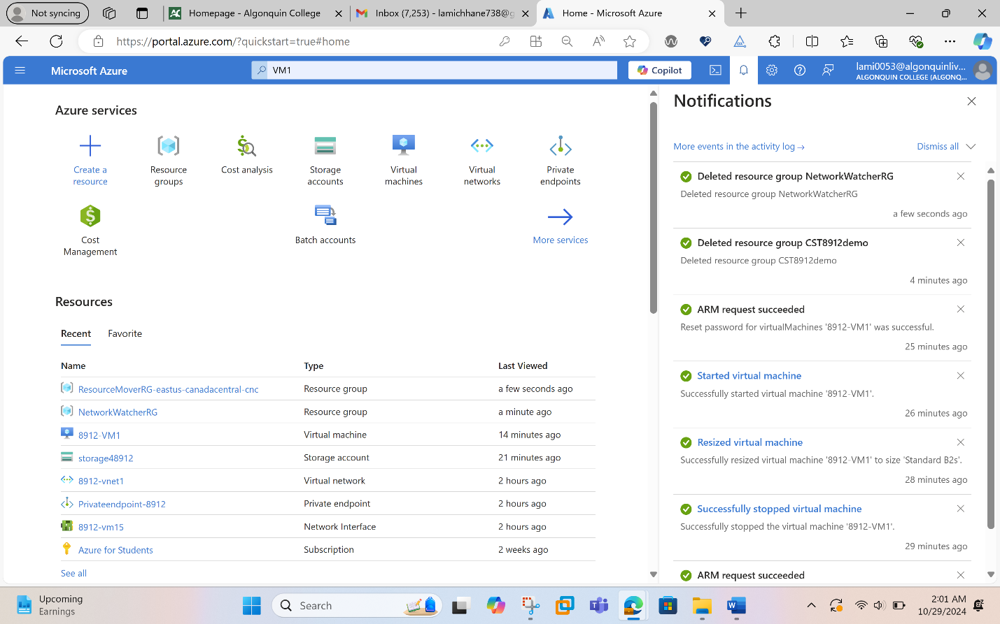 Not syncing
Homepage - Algonquin College
Inbox (7,253) - lamichhane738@g
Home - Microsoft Azure
https://portal.azure.com/?quickstart=true#home
Microsoft Azure
VM1
Copilot
lami0053@algonquinliv...
ALGONQUIN COLLEGE (ALGONQ...
Azure services
Create a
resource
Resource
groups
Cost analysis
Storage
accounts
Virtual
machines
Virtual
networks
Private
endpoints
Cost
Management
Batch accounts
More services
Resources
Recent
Favorite
Name Type Last Viewed
ResourceMoverRG-eastus-canadacentral-cnc Resource group a few seconds ago
NetworkWatcherRG Resource group a minute ago
8912-VM1 Virtual machine 14 minutes ago
storage48912 Storage account 21 minutes ago
8912-vnet1 Virtual network 2 hours ago
Privateendpoint-8912 Private endpoint 2 hours ago
8912-vm15 Network Interface 2 hours ago
Azure for Students Subscription 2 weeks ago
See all
Notifications
More events in the activity log →
Dismiss all
Deleted resource group NetworkWatcherRG
Deleted resource group NetworkWatcherRG
a few seconds ago
Deleted resource group CST8912demo
Deleted resource group CST8912demo
4 minutes ago
ARM request succeeded
Reset password for virtualMachines '8912-VM1' was successful.
25 minutes ago
Started virtual machine
Successfully started virtual machine '8912-VM1'.
26 minutes ago
Resized virtual machine
Successfully resized virtual machine '8912-VM1' to size 'Standard B2s'.
28 minutes ago
Successfully stopped virtual machine
Successfully stopped the virtual machine '8912-VM1'.
29 minutes ago
ARM request succeeded
Upcoming
Earnings
Search
2:01 AM
10/29/2024